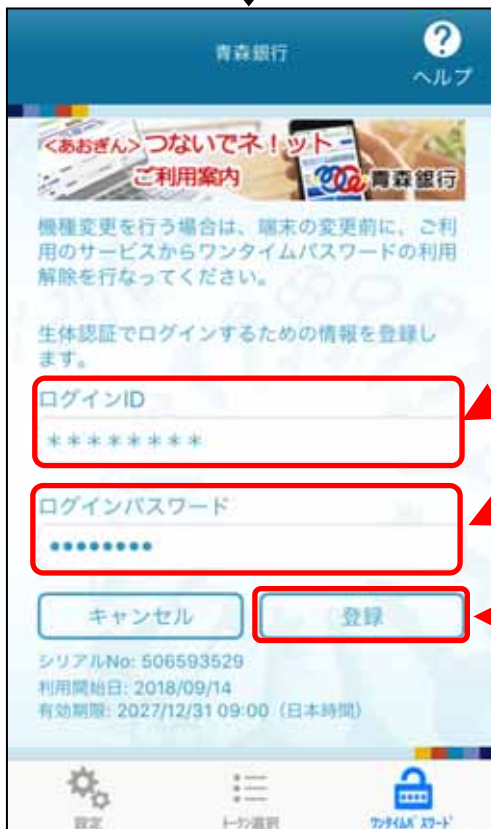 青森銀行
?
ヘルプ
<あおぎん>つないでネ!ット
ご利用案内
青森銀行
機種変更を行う場合は、端末の変更前に、ご利
用のサービスからワンタイムパスワードの利用
解除を行なってください。
生体認証でログインするための情報を登録し
ます。
ログインID
********
ログインパスワード
●●●●●●●●
キャンセル
登録
シリアルNo: 506593529
利用開始日: 2018/09/14
有効期限: 2027/12/31 09:00（日本時間）
設定
トークン選択
ワンタイムパスワード